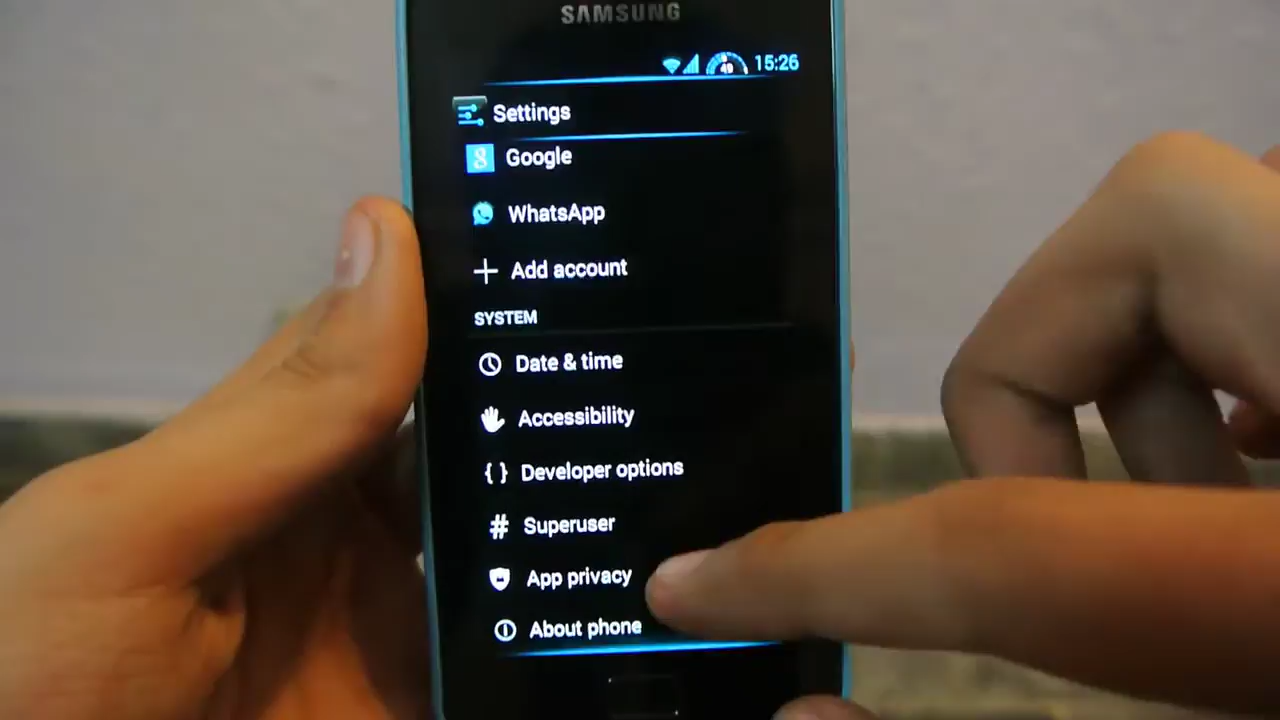 SAMSUNG
49 15:26
Settings
Google
WhatsApp
Add account
SYSTEM
Date & time
Accessibility
{ } Developer options
# Superuser
App privacy
About phone